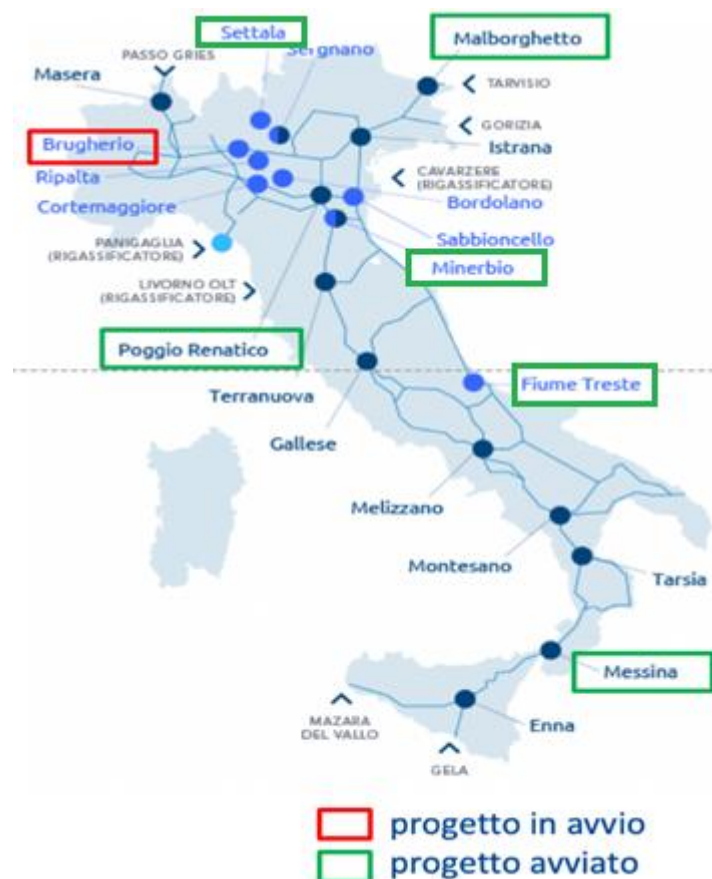 Settala
Sergnano
Malborghetto
PASSO GRIES
Masera
TARVISIO
GORIZIA
Istrana
Brugherio
CAVARZERE
(RIGASSIFICATORE)
Ripalta
Bordolano
Cortemaggiore
Sabbioncello
PANIGAGLIA
(RIGASSIFICATORE)
Minerbio
LIVORNO OLT
(RIGASSIFICATORE)
Poggio Renatico
Fiume Treste
Terranuova
Gallese
Melizzano
Montesano
Tarsia
Messina
MAZARA
DEL VALLO
Enna
GELA
progetto in avvio
progetto avviato